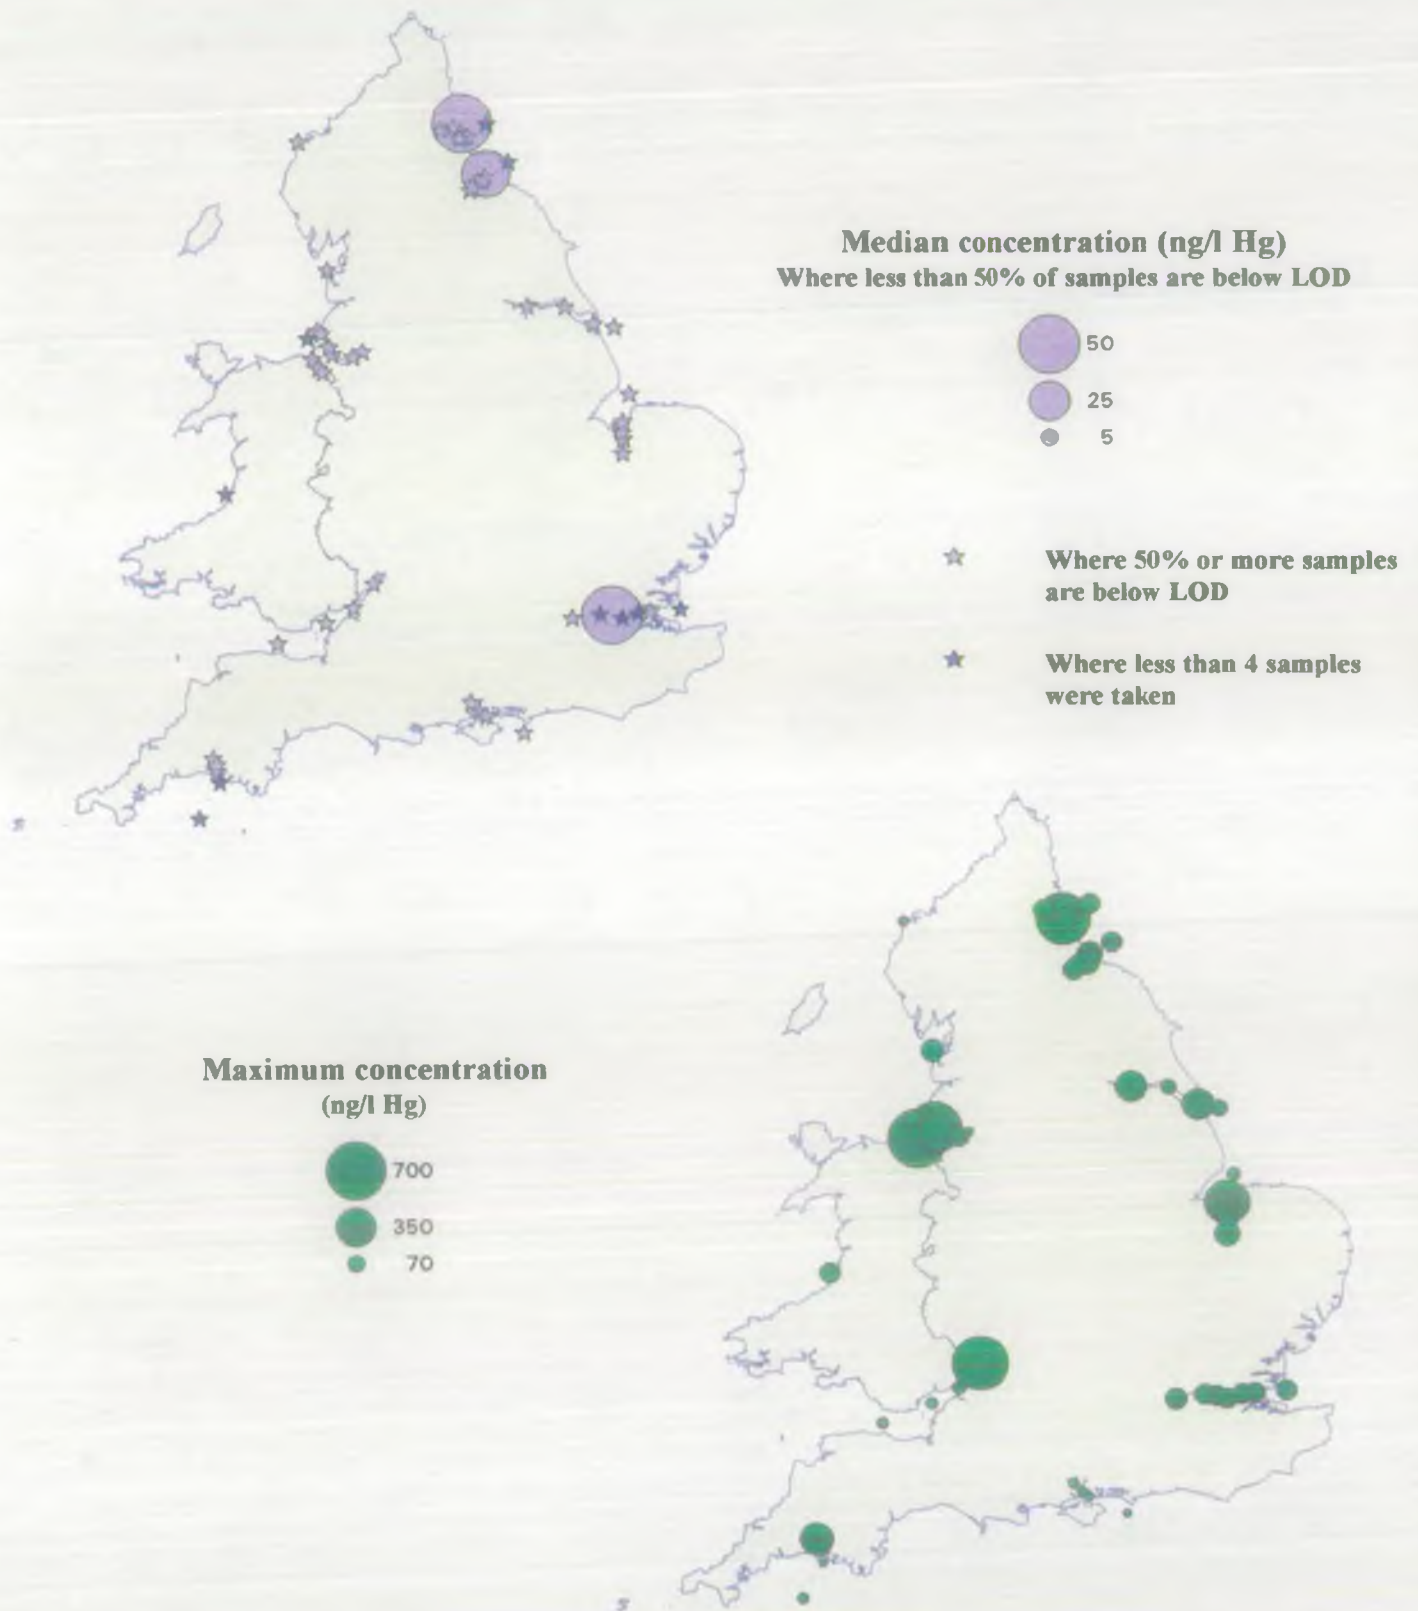 Median concentration (ng/l Hg)
Where less than 50% of samples are below LOD
50
25
5
Where 50% or more samples
are below LOD
Where less than 4 samples
were taken
Maximum concentration
(ng/l Hg)
700
350
70